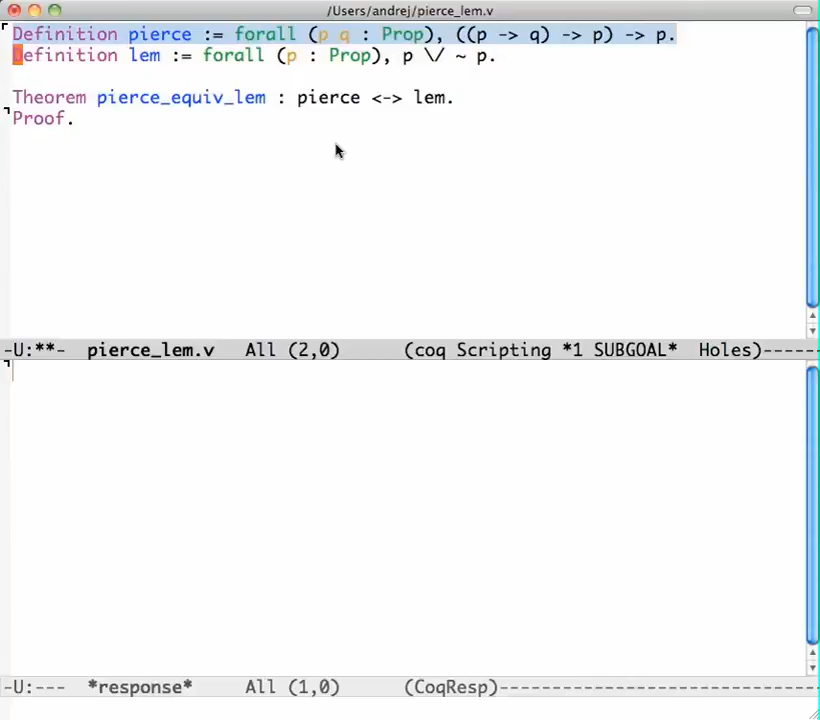 /Users/andrej/pierce_lem.v
Definition pierce := forall (p q : Prop), ((p -> q) -> p) -> p.
Definition lem := forall (p : Prop), p \/ ~ p.
Theorem pierce_equiv_lem : pierce <-> lem.
Proof.
-U:**- pierce_lem.v All (2,0) (coq Scripting *1 SUBGOAL* Holes)-----
-U:--- *response* All (1,0) (CoqResp)----------------------------